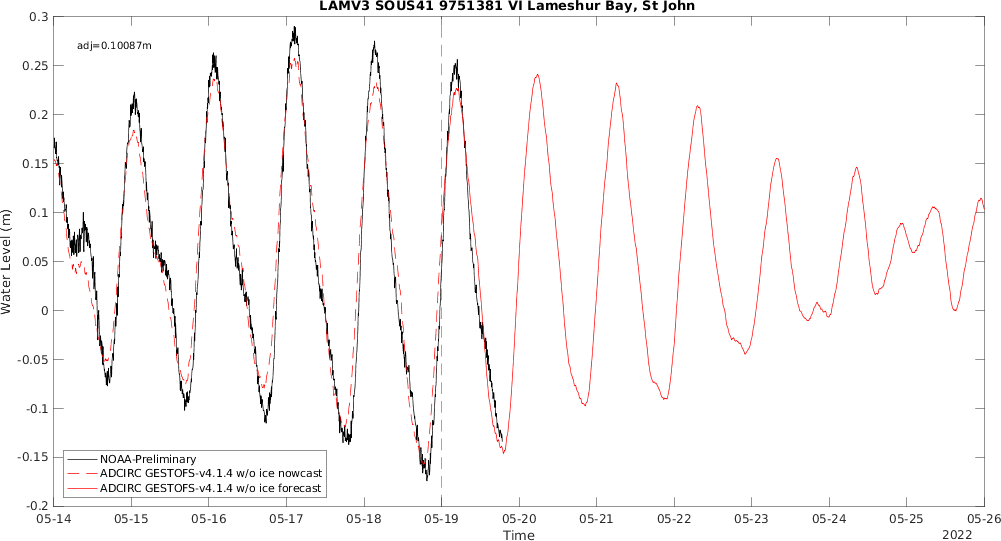 LAMV3 SOUS41 9751381 VI Lameshur Bay, St John
0.3
adj=0.10087m
0.25
0.2
0.15
0.1
0.05
0
-0.05
-0.1
-0.15
-0.2
Water Level (m)
NOAA-Preliminary
ADCIRC GESTOFS-v4.1.4 w/o ice nowcast
ADCIRC GESTOFS-v4.1.4 w/o ice forecast
05-14 05-15 05-16 05-17 05-18 05-19 05-20 05-21 05-22 05-23 05-24 05-25 05-26
Time
2022